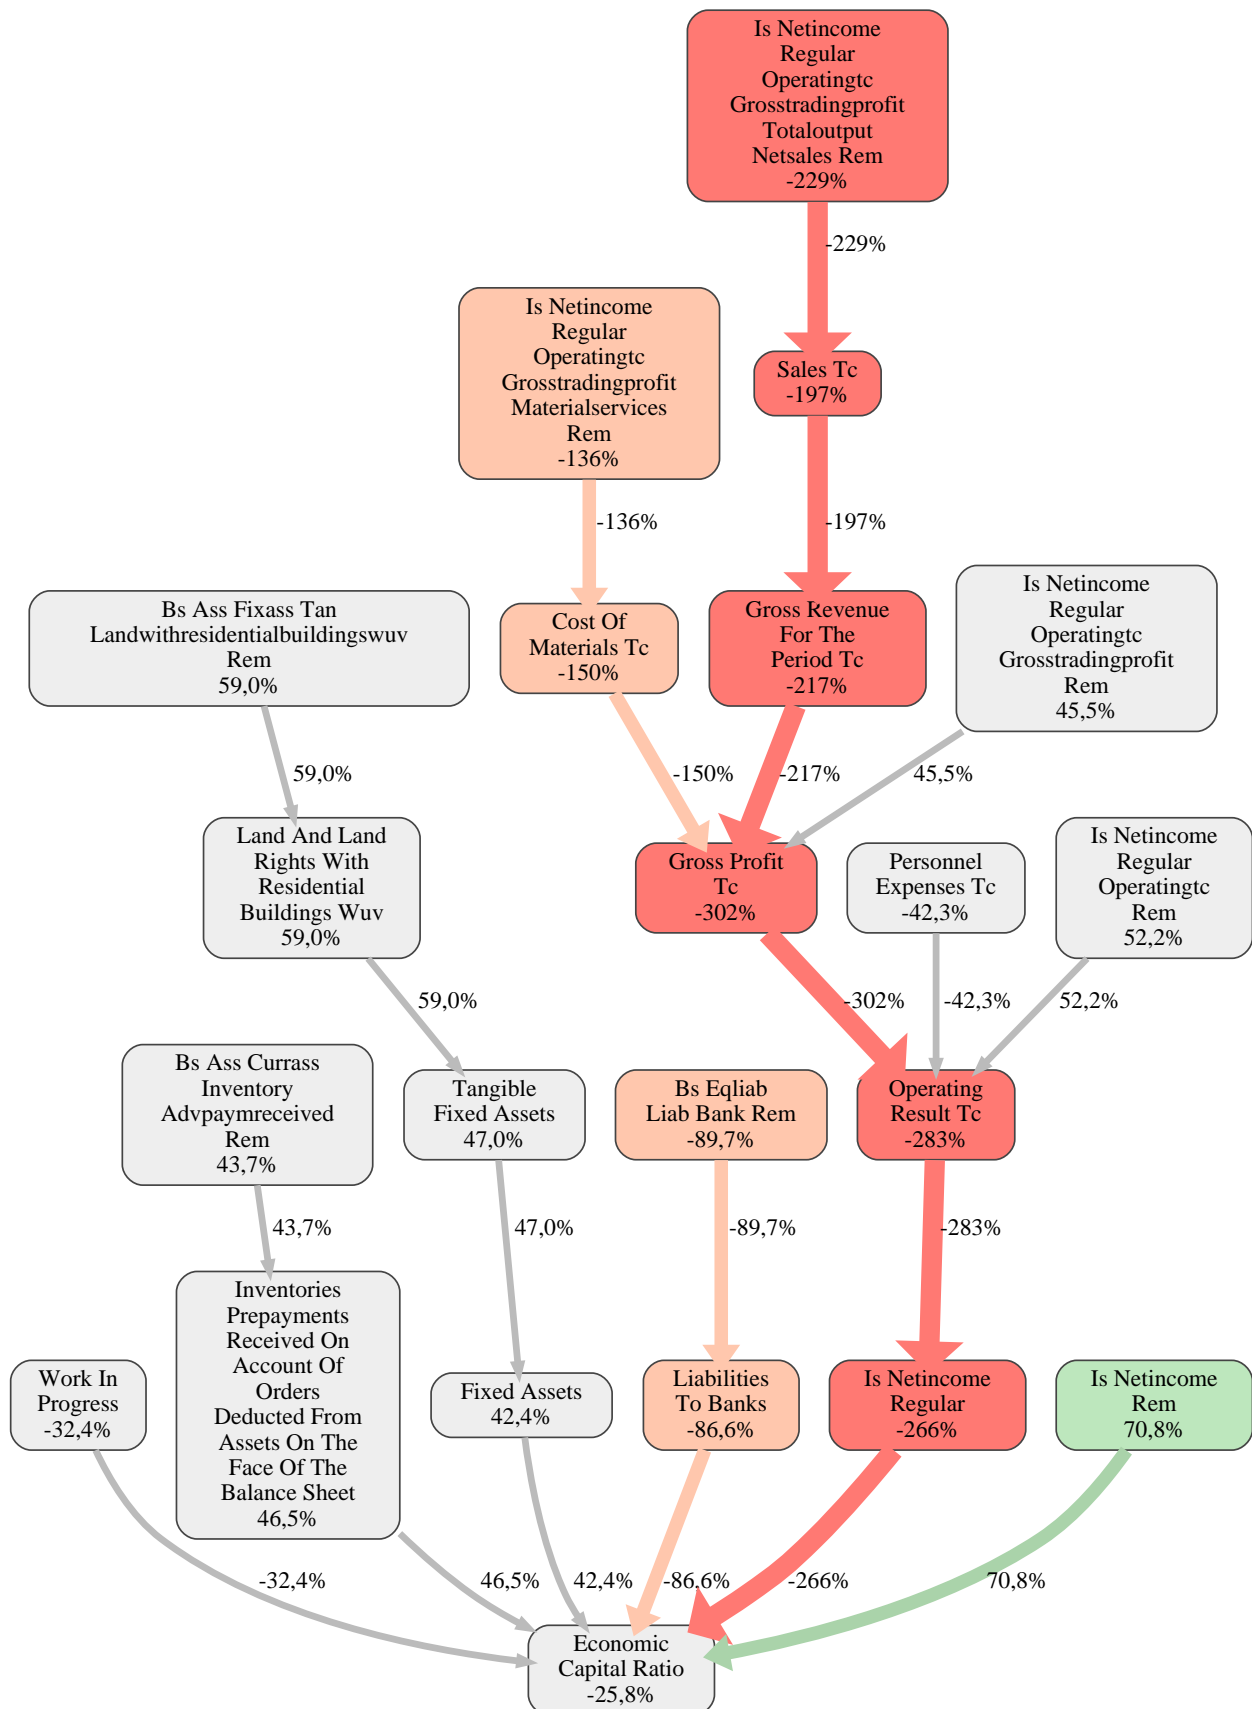 Is Netincome
Regular
Operatingtc
Grosstradingprofit
Totaloutput
Netsales Rem
-229%
-229%
Is Netincome
Regular
Operatingtc
Grosstradingprofit
Materialservices
Rem
-136%
Sales Tc
-197%
-136%
-197%
Bs Ass Fixass Tan
Landwithresidentialbuildingswuv
Rem
59,0%
Cost Of
Materials Tc
-150%
Gross Revenue
For The
Period Tc
-217%
Is Netincome
Regular
Operatingtc
Grosstradingprofit
Rem
45,5%
59,0%
-150%
-217%
45,5%
Land And Land
Rights With
Residential
Buildings Wuv
59,0%
Gross Profit
Tc
-302%
Personnel
Expenses Tc
-42,3%
Is Netincome
Regular
Operatingtc
Rem
52,2%
59,0%
-302%
-42,3%
52,2%
Bs Ass Currass
Inventory
Advpaymreceived
Rem
43,7%
Tangible
Fixed Assets
47,0%
Bs Eqliab
Liab Bank Rem
-89,7%
Operating
Result Tc
-283%
43,7%
47,0%
-89,7%
-283%
Work In
Progress
-32,4%
Inventories
Prepayments
Received On
Account Of
Orders
Deducted From
Assets On The
Face Of The
Balance Sheet
46,5%
Fixed Assets
42,4%
Liabilities
To Banks
-86,6%
Is Netincome
Regular
-266%
Is Netincome
Rem
70,8%
-32,4%
46,5%
42,4%
-86,6%
-266%
70,8%
Economic
Capital Ratio
-25,8%